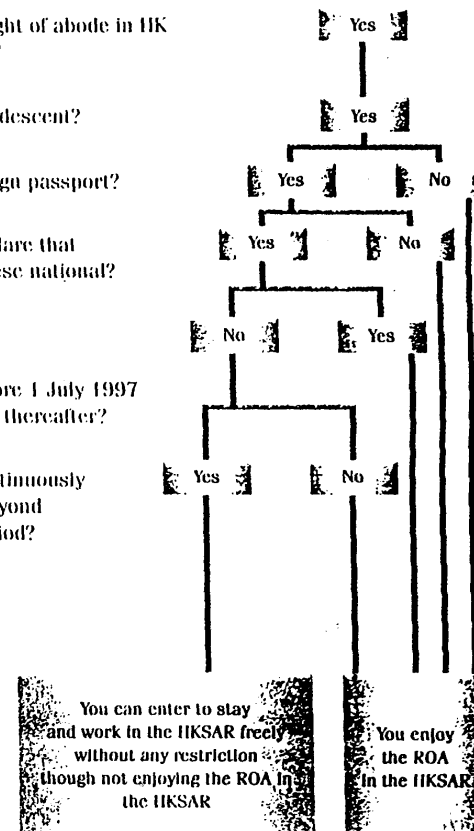 ght of abode in HK
Yes
descent?
Yes
gn passport?
Yes
No
lare that
ese national?
Yes
No
No
Yes
ore 1 July 1997
thereafter?
tinuously
yond
iod?
Yes
No
You can enter to stay
and work in the HKSAR freely
without any restriction
though not enjoying the ROA in
the HKSAR
You enjoy
the ROA
in the HKSAR